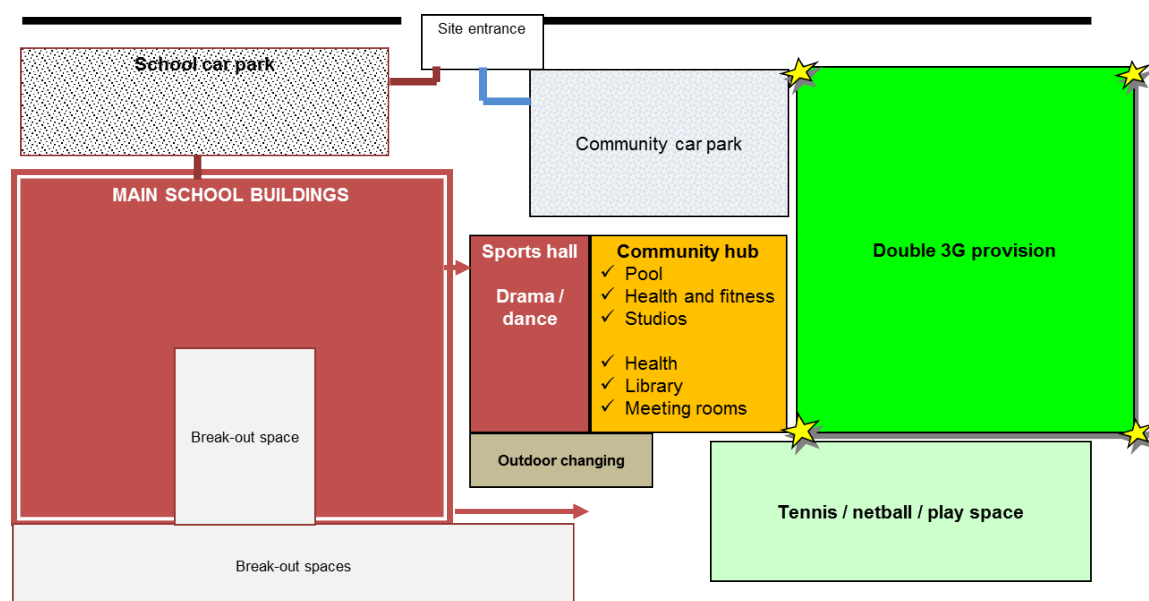 Site entrance
School car park
Community car park
MAIN SCHOOL BUILDINGS
Sports hall
Drama /
dance
Community hub
✓ Pool
✓ Health and fitness
✓ Studios
✓ Health
✓ Library
✓ Meeting rooms
Double 3G provision
Break-out space
Outdoor changing
Tennis / netball / play space
Break-out spaces